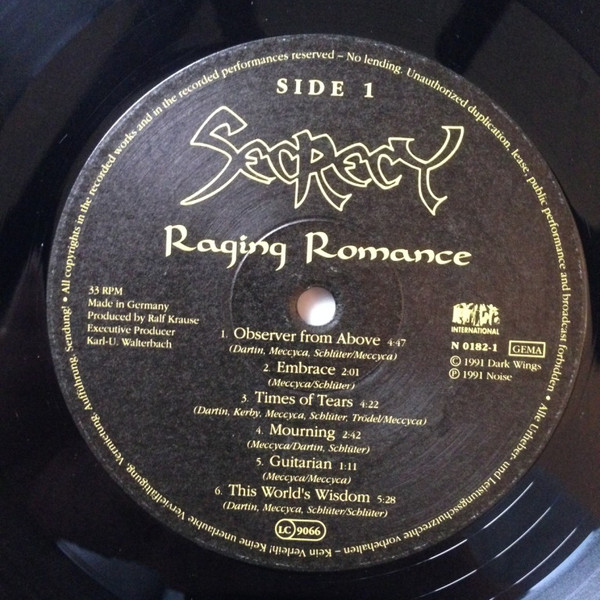 All copyrights in the recorded works and in the recorded performances reserved – No lending. Unauthorized duplication, lease, public performance and broadcast forbidden • Alle Urheber- und Leistungsschutzrechte vorbehalten – Kein Verleih! Keine unerlaubte Vervielfältigung, Vermietung, Aufführung, Sendung! •
SIDE 1
SECRECY
Raging Romance
33 RPM
Made in Germany
Produced by Ralf Krause
Executive Producer
Karl-U. Walterbach
NOISE
INTERNATIONAL
N 0182-1 GEMA
© 1991 Dark Wings
℗ 1991 Noise
1. Observer from Above 4:47
(Dartin, Meccyca, Schlüter/Meccyca)
2. Embrace 2:01
(Meccyca/Schlüter)
3. Times of Tears 4:22
(Dartin, Kerby, Meccyca, Schlüter, Trödel/Meccyca)
4. Mourning 2:42
(Meccyca/Dartin, Schlüter)
5. Guitarian 1:11
(Meccyca/Meccyca)
6. This World's Wisdom 5:28
(Dartin, Meccyca, Schlüter/Schlüter)
LC 9066